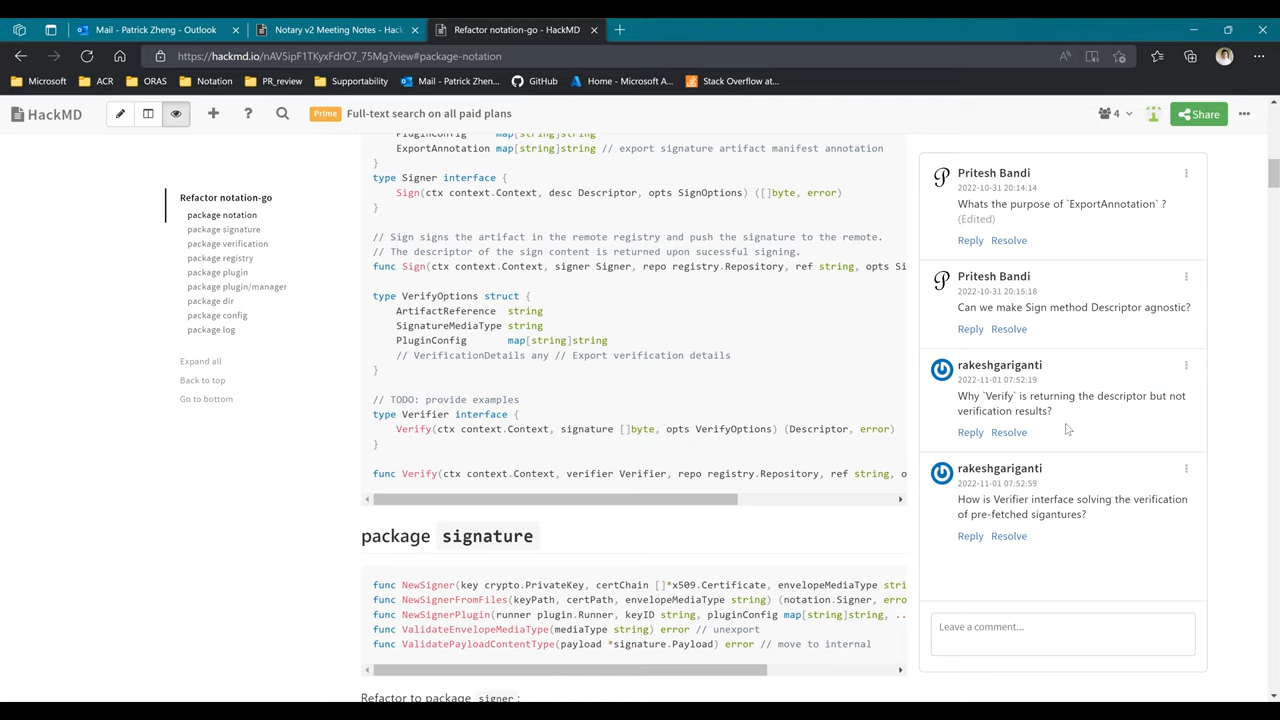 Mail - Patrick Zheng - Outlook
Notary v2 Meeting Notes - Hack
Refactor notation-go - HackMD
https://hackmd.io/nAV5ipF1TKyxFdrO7_75Mg?view#package-notation
Microsoft
ACR
ORAS
Notation
PR_review
Supportability
Mail - Patrick Zhen...
GitHub
Home - Microsoft A...
Stack Overflow at...
HackMD
Prime
Full-text search on all paid plans
4
Share
Refactor notation-go
package notation
package signature
package verification
package registry
package plugin
package plugin/manager
package dir
package config
package log
Expand all
Back to top
Go to bottom
PluginConfig map[string]string
ExportAnnotation map[string]string // export signature artifact manifest annotation
}
type Signer interface {
Sign(ctx context.Context, desc Descriptor, opts SignOptions) ([]byte, error)
}
// Sign signs the artifact in the remote registry and push the signature to the remote.
// The descriptor of the sign content is returned upon sucessful signing.
func Sign(ctx context.Context, signer Signer, repo registry.Repository, ref string, opts Si
type VerifyOptions struct {
ArtifactReference string
SignatureMediaType string
PluginConfig map[string]string
// VerificationDetails any // Export verification details
}
// TODO: provide examples
type Verifier interface {
Verify(ctx context.Context, signature []byte, opts VerifyOptions) (Descriptor, error)
}
func Verify(ctx context.Context, verifier Verifier, repo registry.Repository, ref string, o
package signature
func NewSigner(key crypto.PrivateKey, certChain []*x509.Certificate, envelopeMediaType stri
func NewSignerFromFiles(keyPath, certPath, envelopeMediaType string) (notation.Signer, erro
func NewSignerPlugin(runner plugin.Runner, keyID string, pluginConfig map[string]string, ..
func ValidateEnvelopeMediaType(mediaType string) error // unexport
func ValidatePayloadContentType(payload *signature.Payload) error // move to internal
Refactor to package signer:
Pritesh Bandi
2022-10-31 20:14:14
Whats the purpose of `ExportAnnotation` ?
(Edited)
Reply Resolve
Pritesh Bandi
2022-10-31 20:15:18
Can we make Sign method Descriptor agnostic?
Reply Resolve
rakeshgariganti
2022-11-01 07:52:19
Why `Verify` is returning the descriptor but not
verification results?
Reply Resolve
rakeshgariganti
2022-11-01 07:52:59
How is Verifier interface solving the verification
of pre-fetched sigantures?
Reply Resolve
Leave a comment...